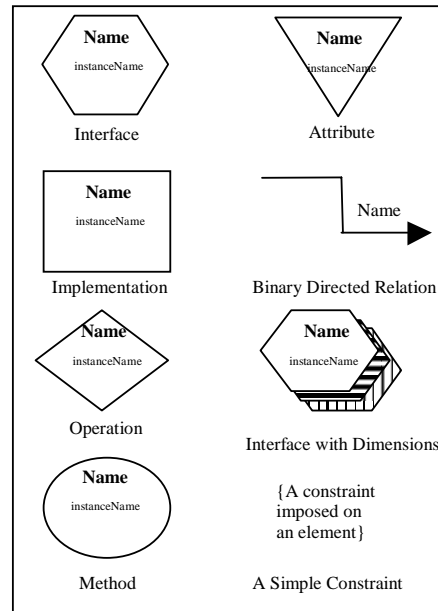 Name
instanceName
Interface
Name
instanceName
Attribute
Name
instanceName
Implementation
Name
Binary Directed Relation
Name
instanceName
Operation
Name
instanceName
Interface with Dimensions
Name
instanceName
Method
{A constraint
imposed on
an element}
A Simple Constraint